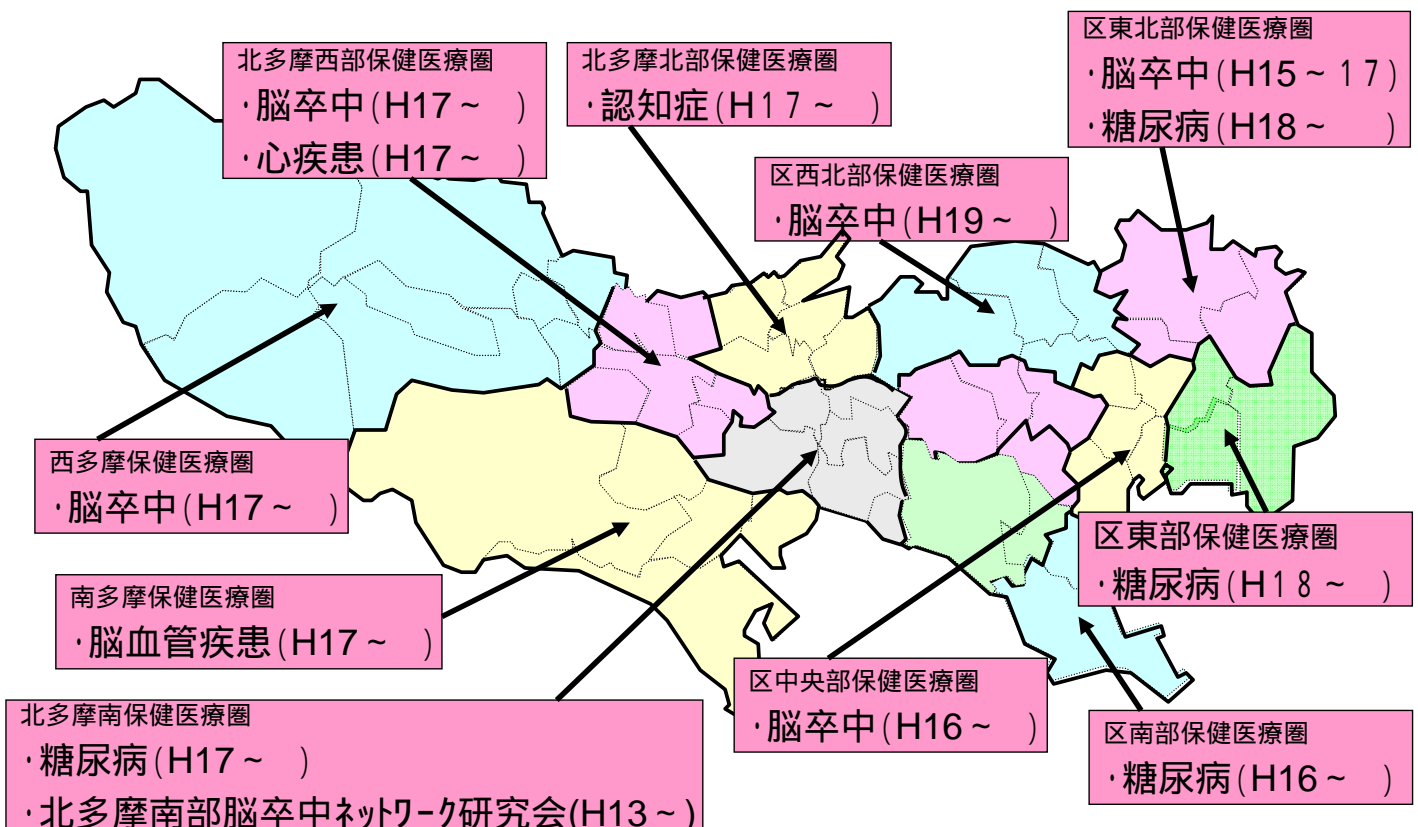 北多摩西部保健医療圏
・脳卒中(H17～　)
・心疾患(H17～　)
北多摩北部保健医療圏
・認知症(H１７～　)
区東北部保健医療圏
・脳卒中(H15～１７)
・糖尿病(H18～　)
区西北部保健医療圏
・脳卒中(H19～　)
西多摩保健医療圏
・脳卒中(H17～　)
南多摩保健医療圏
・脳血管疾患(H17～　)
北多摩南保健医療圏
・糖尿病(H17～　)
・北多摩南部脳卒中ネットワーク研究会(H13～)
区中央部保健医療圏
・脳卒中(H16～　)
区東部保健医療圏
・糖尿病(H１８～　)
区南部保健医療圏
・糖尿病(H16～　)